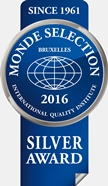 SINCE 1961
MONDE SELECTION
BRUXELLES
2016
INTERNATIONAL QUALITY INSTITUTE
SILVER
AWARD